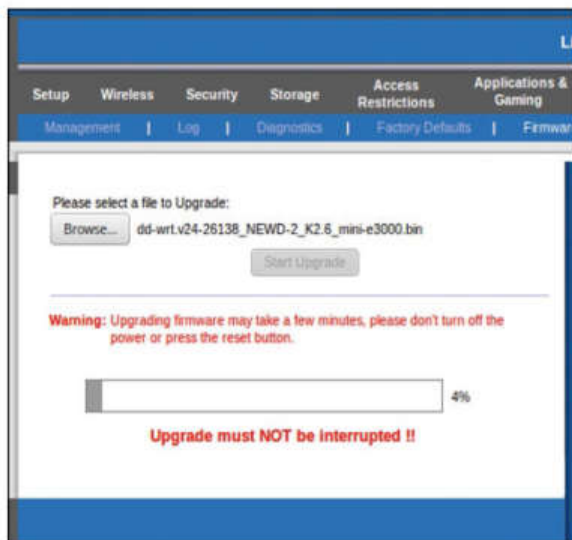 Setup Wireless Security Storage Access Restrictions Applications & Gaming
Management | Log | Diagnostics | Factory Defaults |
Please select a file to Upgrade:
Browse... dd-wrt.v24-26138_NEWD-2_K2.6_mini-e3000.bin
Start Upgrade
Warning: Upgrading firmware may take a few minutes, please don't turn off the
power or press the reset button.
4%
Upgrade must NOT be interrupted !!